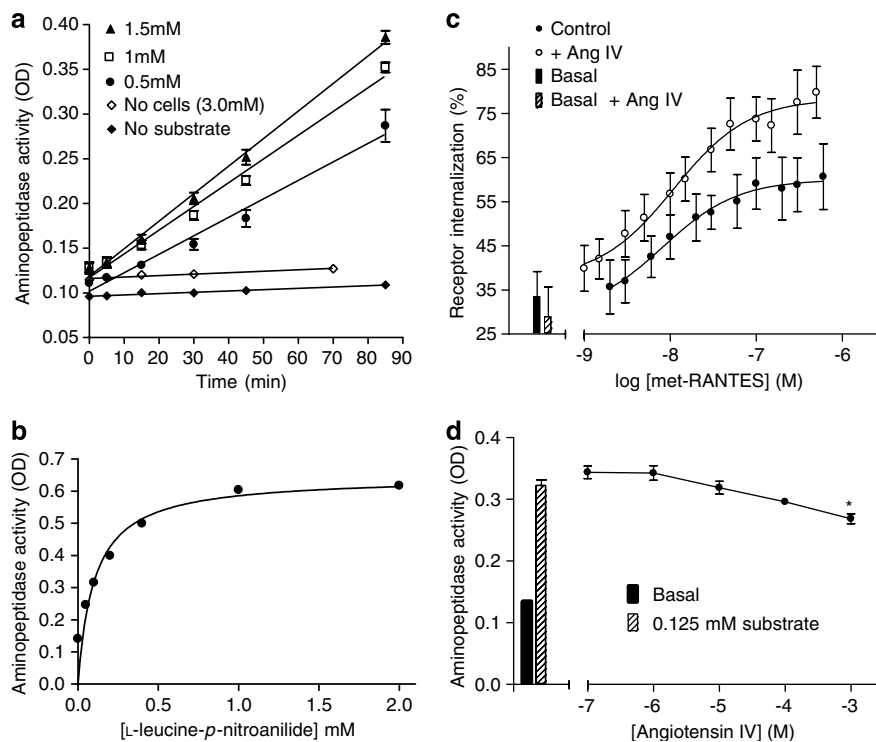 a
Aminopeptidase activity (OD)
0.40
0.35
0.30
0.25
0.20
0.15
0.10
0.05
1.5mM
1mM
0.5mM
No cells (3.0mM)
No substrate
0 10 20 30 40 50 60 70 80 90
Time (min)
c
Receptor internalization (%)
85
75
65
55
45
35
25
Control
+ Ang IV
Basal
Basal + Ang IV
-9 -8 -7 -6
log [met-RANTES] (M)
b
Aminopeptidase activity (OD)
0.7
0.6
0.5
0.4
0.3
0.2
0.1
0.0
0.0 0.5 1.0 1.5 2.0
[L-leucine-p-nitroanilide] mM
d
Aminopeptidase activity (OD)
0.4
0.3
0.2
0.1
0.0
*
Basal
0.125 mM substrate
-7 -6 -5 -4 -3
[Angiotensin IV] (M)